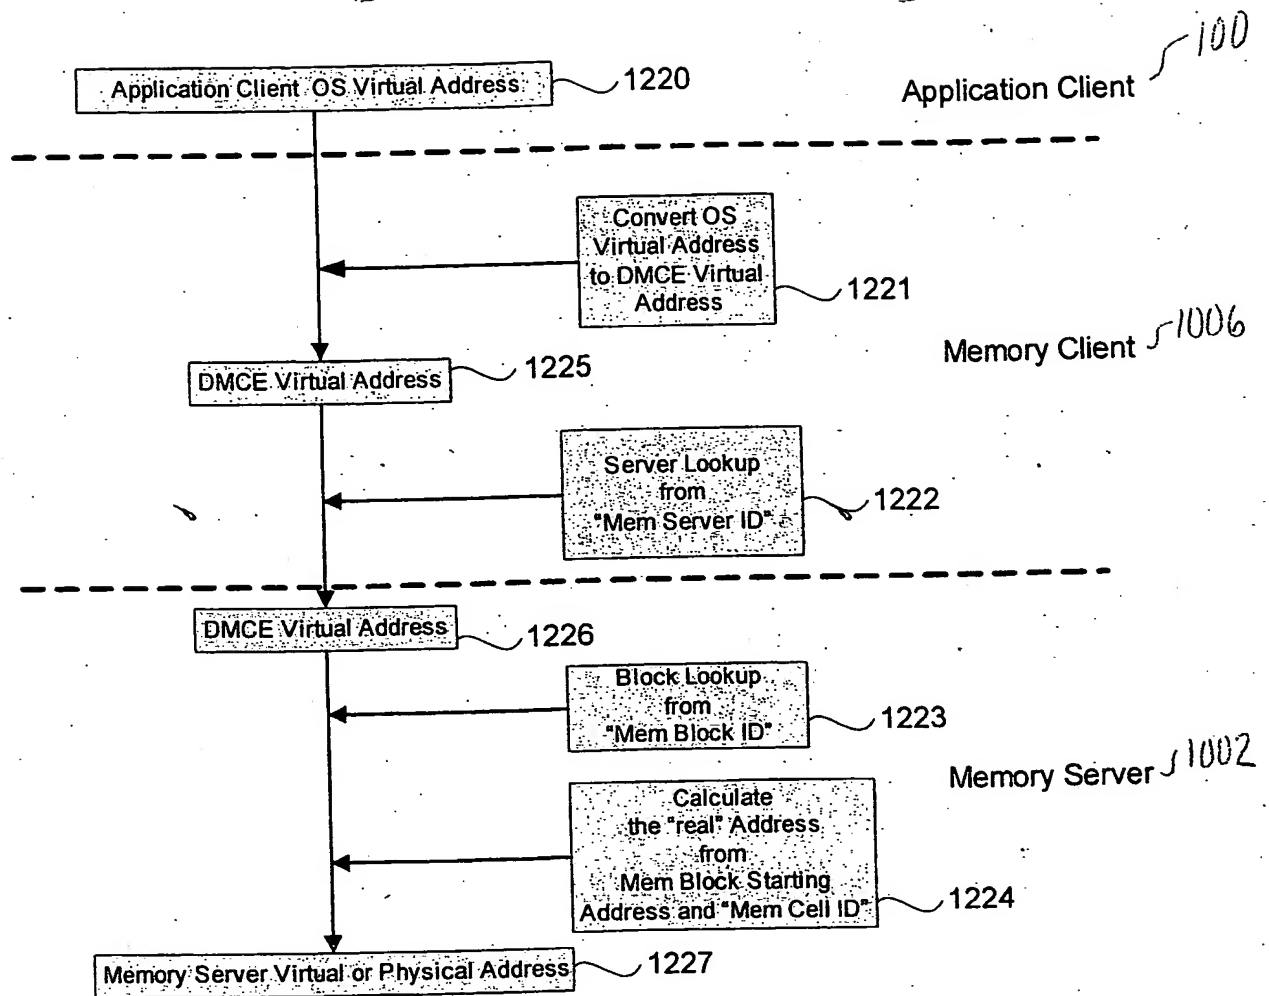 100
Application Client OS Virtual Address
1220
Application Client
Convert OS
Virtual Address
to DMCE Virtual
Address
1221
1006
Memory Client
DMCE Virtual Address
1225
Server Lookup
from
"Mem Server ID"
1222
DMCE Virtual Address
1226
Block Lookup
from
"Mem Block ID"
1223
1002
Memory Server
Calculate
the "real" Address
from
Mem Block Starting
Address and "Mem Cell ID"
1224
Memory Server Virtual or Physical Address
1227